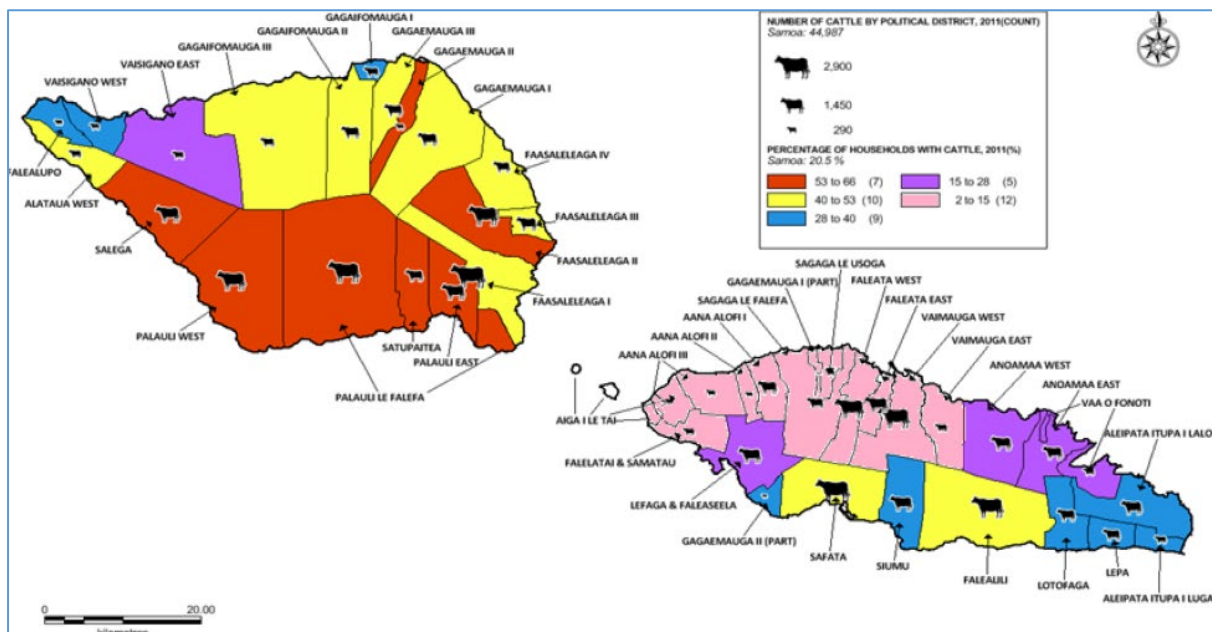 GAGAIFOMAUGA I
GAGAIFOMAUGA II
GAGAEMAUGA III
GAGAIFOMAUGA III
GAGAEMAUGA II
VAISIGANO EAST
VAISIGANO WEST
GAGAEMAUGA I
FAASALELEAGA IV
FALEALUPO
ALATAUA WEST
FAASALELEAGA III
SALEGA
FAASALELEAGA II
FAASALELEAGA I
PALAULI WEST
SATUPAITEA
PALAULI EAST
PALAULI LE FALEFA
NUMBER OF CATTLE BY POLITICAL DISTRICT, 2011(COUNT)
Samoa: 44,987
2,900
1,450
290
PERCENTAGE OF HOUSEHOLDS WITH CATTLE, 2011(%)
Samoa: 20.5 %
53 to 66 (7)
15 to 28 (5)
40 to 53 (10)
2 to 15 (12)
28 to 40 (9)
SAGAGA LE USOGA
GAGAEMAUGA I (PART)
FALEATA WEST
SAGAGA LE FALEFA
FALEATA EAST
AANA ALOFI I
VAIMAUGA WEST
AANA ALOFI II
VAIMAUGA EAST
AANA ALOFI III
ANOAMAA WEST
ANOAMAA EAST
VAA O FONOTI
AIGA I LE TAI
ALEIPATA ITUPA I LALO
FALELATAI & SAMATAU
LEFAGA & FALEASEELA
GAGAEMAUGA II (PART)
SAFATA
SIUMU
FALEALILI
LOTOFAGA
LEPA
ALEIPATA ITUPA I LUGA
0 20.00
kilometres